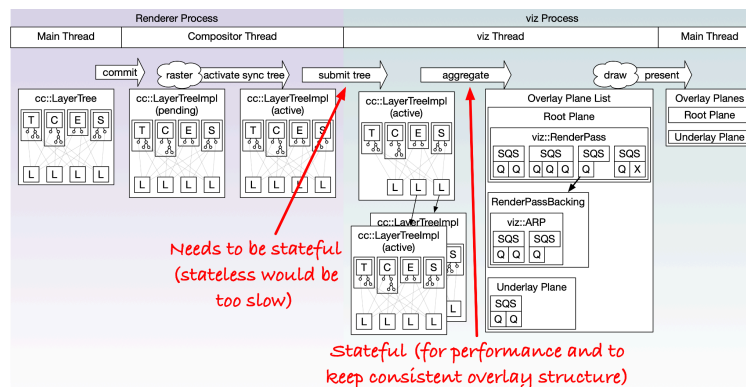 Renderer Process
viz Process
Main Thread
Compositor Thread
viz Thread
Main Thread
commit
raster
activate sync tree
submit tree
aggregate
draw
present
cc::LayerTree
T C E S
L L L L
cc::LayerTreeImpl
(pending)
T C E S
L L L L
cc::LayerTreeImpl
(active)
T C E S
L L L L
cc::LayerTreeImpl
(active)
T C E S
L L L
cc::LayerTreeImpl
S
L
cc::LayerTreeImpl
(active)
T C E S
L L L L
Overlay Plane List
Root Plane
viz::RenderPass
SQS SQS SQS SQS
Q Q Q Q Q Q Q X
RenderPassBacking
viz::ARP
SQS SQS
Q Q Q
Underlay Plane
SQS
Q Q
Overlay Planes
Root Plane
Underlay Plane
Needs to be stateful
(stateless would be
too slow)
Stateful (for performance and to
keep consistent overlay structure)